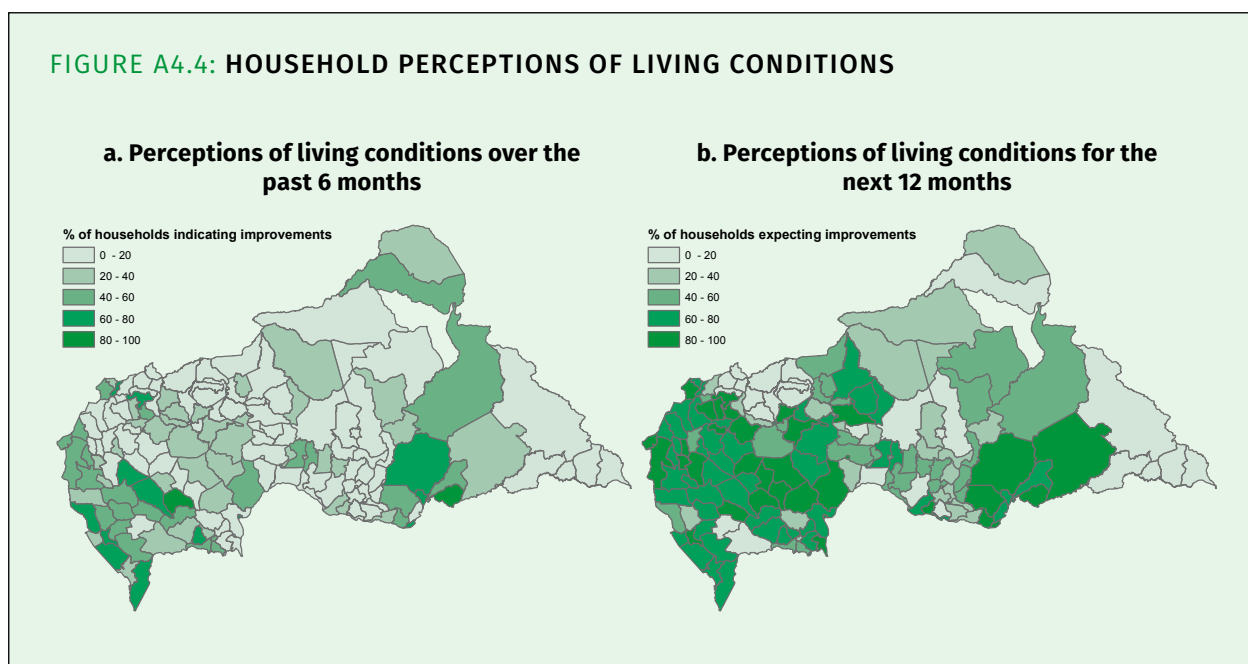 FIGURE A4.4: HOUSEHOLD PERCEPTIONS OF LIVING CONDITIONS
a. Perceptions of living conditions over the
past 6 months
% of households indicating improvements
0 - 20
20 - 40
40 - 60
60 - 80
80 - 100
b. Perceptions of living conditions for the
next 12 months
% of households expecting improvements
0 - 20
20 - 40
40 - 60
60 - 80
80 - 100